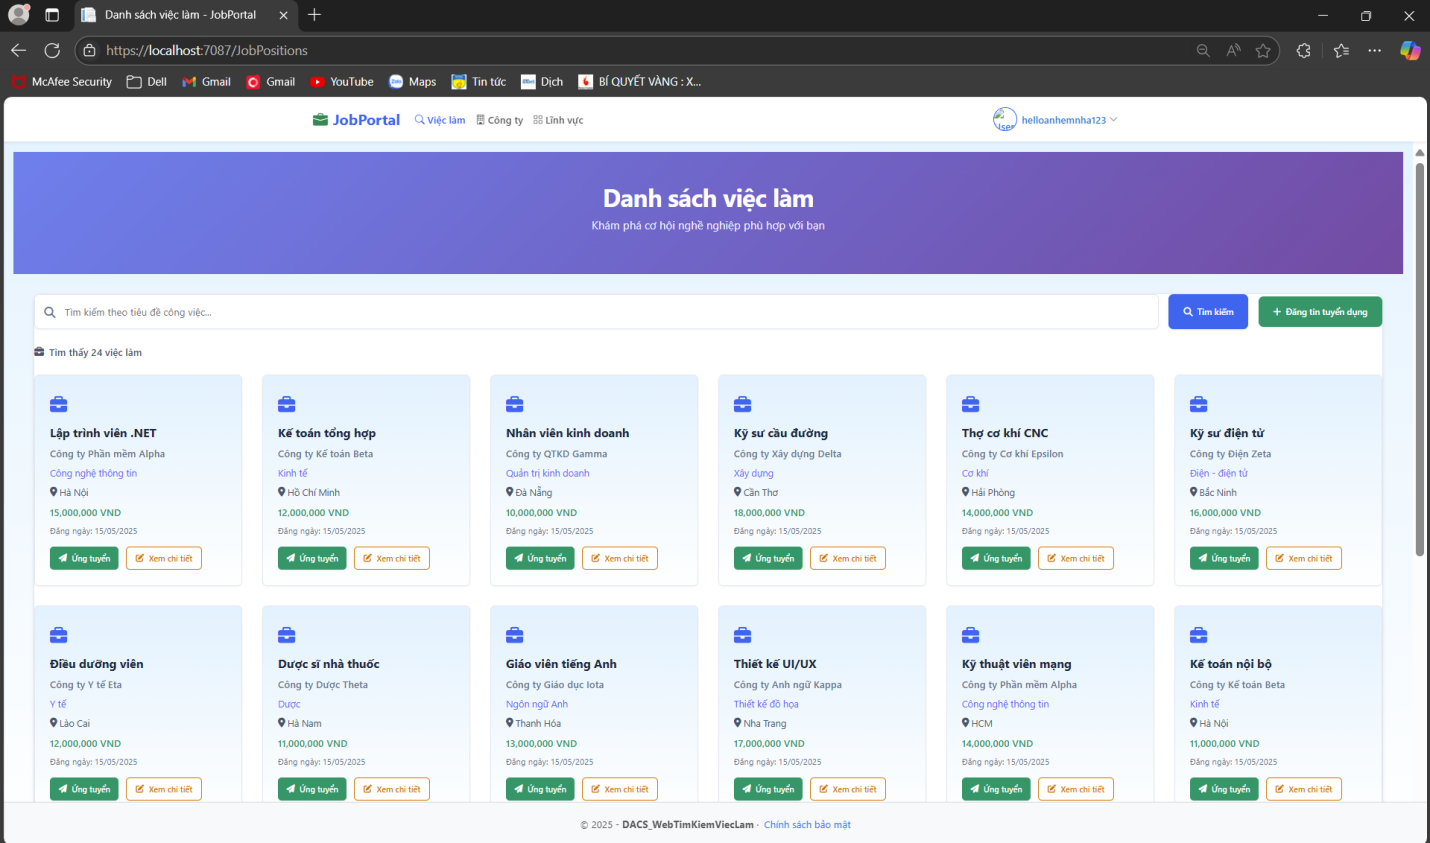 Danh sách việc làm - JobPortal
https://localhost:7087/JobPositions
McAfee Security Dell Gmail Gmail YouTube Maps Tin tức Dịch BÍ QUYẾT VÀNG : X...
JobPortal Việc làm Công ty Lĩnh vực helloanhemnha123
Danh sách việc làm
Khám phá cơ hội nghề nghiệp phù hợp với bạn
Tìm kiếm theo tiêu đề công việc... Tìm kiếm + Đăng tin tuyển dụng
Tìm thấy 24 việc làm
Lập trình viên .NET Kế toán tổng hợp Nhân viên kinh doanh Kỹ sư cầu đường Thợ cơ khí CNC Kỹ sư điện tử
Công ty Phần mềm Alpha Công ty Kế toán Beta Công ty QTKD Gamma Công ty Xây dựng Delta Công ty Cơ khí Epsilon Công ty Điện Zeta
Công nghệ thông tin Kinh tế Quản trị kinh doanh Xây dựng Cơ khí Điện - điện tử
Hà Nội Hồ Chí Minh Đà Nẵng Cần Thơ Hải Phòng Bắc Ninh
15,000,000 VND 12,000,000 VND 10,000,000 VND 18,000,000 VND 14,000,000 VND 16,000,000 VND
Đăng ngày: 15/05/2025 Đăng ngày: 15/05/2025 Đăng ngày: 15/05/2025 Đăng ngày: 15/05/2025 Đăng ngày: 15/05/2025 Đăng ngày: 15/05/2025
Ứng tuyển Xem chi tiết Ứng tuyển Xem chi tiết Ứng tuyển Xem chi tiết Ứng tuyển Xem chi tiết Ứng tuyển Xem chi tiết Ứng tuyển Xem chi tiết
Điều dưỡng viên Dược sĩ nhà thuốc Giáo viên tiếng Anh Thiết kế UI/UX Kỹ thuật viên mạng Kế toán nội bộ
Công ty Y tế Eta Công ty Dược Theta Công ty Giáo dục Iota Công ty Anh ngữ Kappa Công ty Phần mềm Alpha Công ty Kế toán Beta
Y tế Dược Ngôn ngữ Anh Thiết kế đồ họa Công nghệ thông tin Kinh tế
Lào Cai Hà Nam Thanh Hóa Nha Trang HCM Hà Nội
12,000,000 VND 11,000,000 VND 13,000,000 VND 17,000,000 VND 14,000,000 VND 11,000,000 VND
Đăng ngày: 15/05/2025 Đăng ngày: 15/05/2025 Đăng ngày: 15/05/2025 Đăng ngày: 15/05/2025 Đăng ngày: 15/05/2025 Đăng ngày: 15/05/2025
Ứng tuyển Xem chi tiết Ứng tuyển Xem chi tiết Ứng tuyển Xem chi tiết Ứng tuyển Xem chi tiết Ứng tuyển Xem chi tiết Ứng tuyển Xem chi tiết
© 2025 - DACS_WebTimKiemViecLam · Chính sách bảo mật